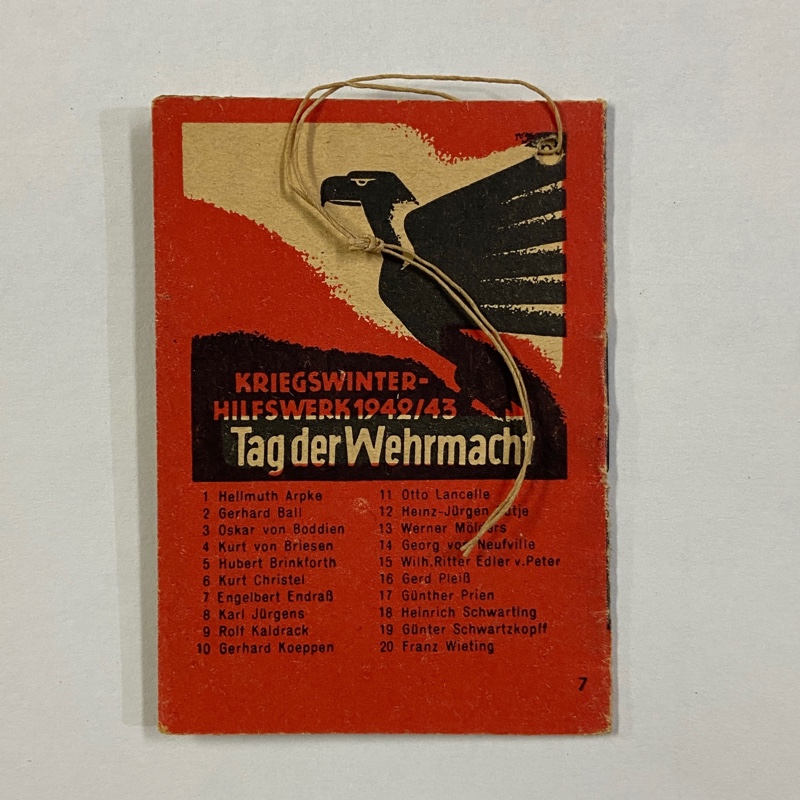 KRIEGSWINTER-
HILFSWERK 1942/43
Tag der Wehrmacht
1 Hellmuth Arpke
2 Gerhard Ball
3 Oskar von Boddien
4 Kurt von Briesen
5 Hubert Brinkforth
6 Kurt Christel
7 Engelbert Endraß
8 Karl Jürgens
9 Rolf Kaldrack
10 Gerhard Koeppen
11 Otto Lancelle
12 Heinz-Jürgen
13 Werner Mölders
14 Georg von Neufville
15 Wilh. Ritter Edler v. Peter
16 Gerd Pleiß
17 Günther Prien
18 Heinrich Schwarting
19 Günter Schwartzkopff
20 Franz Wieting
7